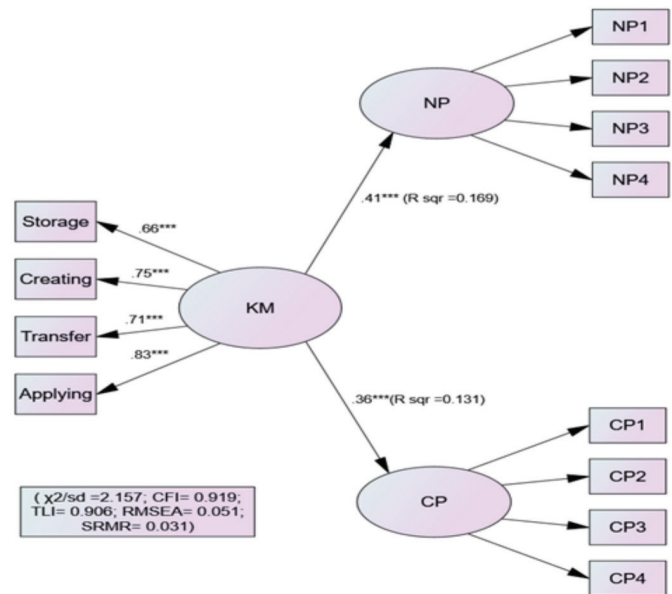 NP1
NP2
NP
NP3
NP4
.41*** (R sqr =0.169)
Storage
.66***
Creating
.75***
KM
Transfer
.71***
Applying
.83***
.36***(R sqr =0.131)
CP1
CP2
CP
CP3
CP4
( χ2/sd =2.157; CFI= 0.919;
TLI= 0.906; RMSEA= 0.051;
SRMR= 0.031)